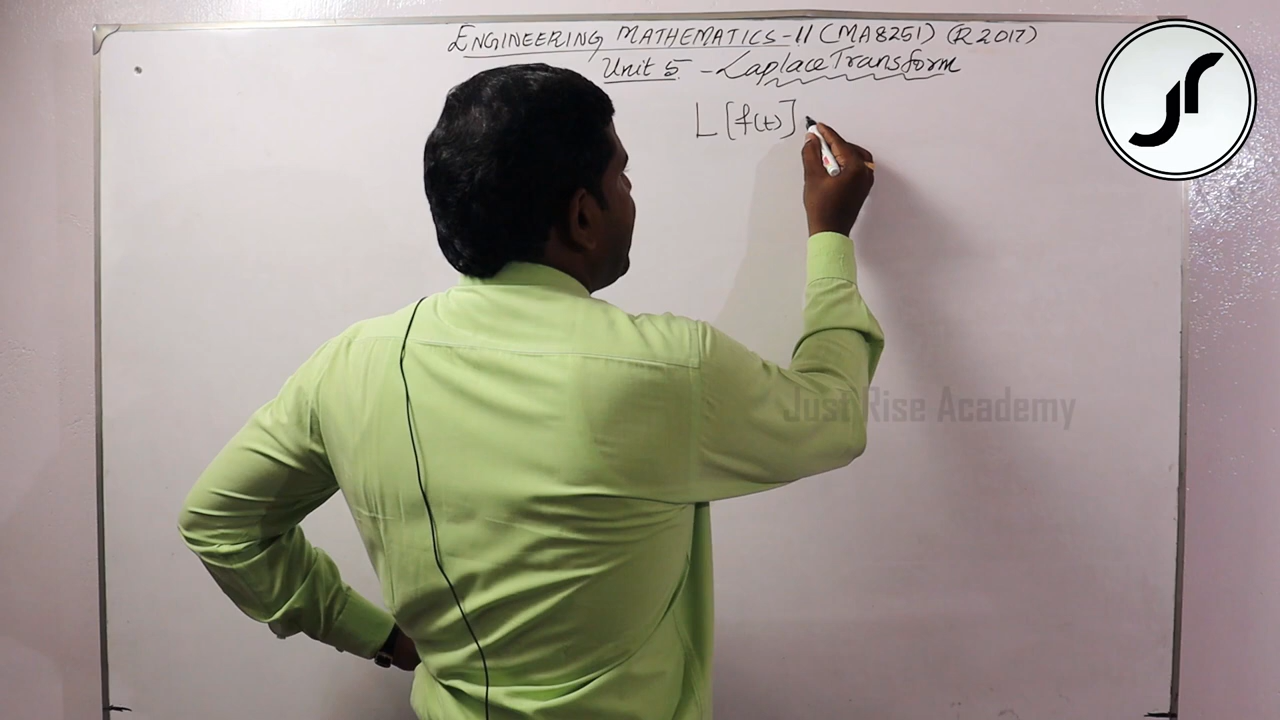 ENGINEERING MATHEMATICS-II (MA8251) (R2017)
Unit 5 - Laplace Transform
L[f(t)]
Just Rise Academy